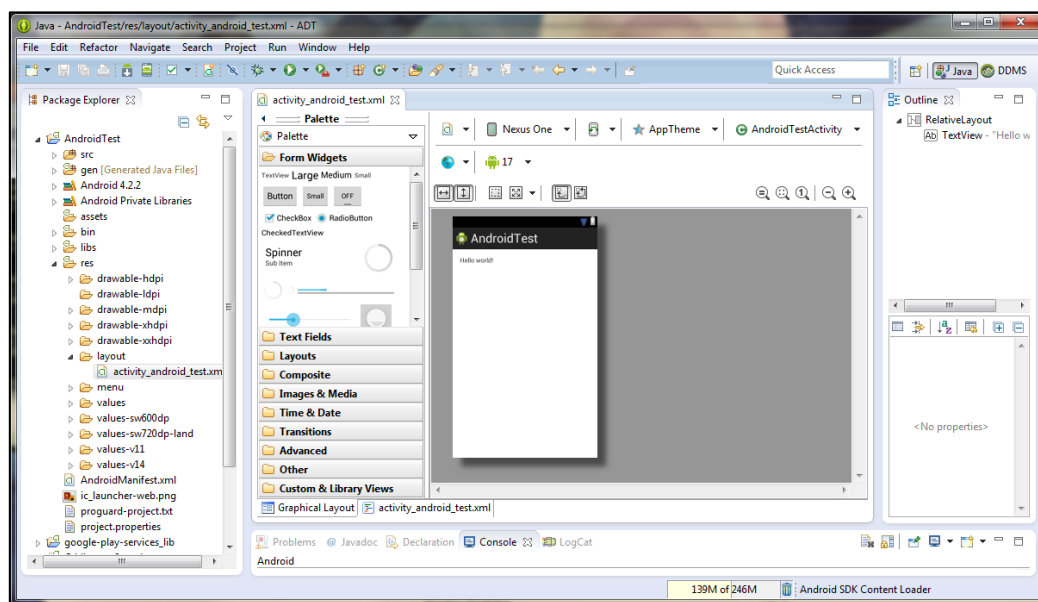 Java - AndroidTest/res/layout/activity_android_test.xml - ADT
File Edit Refactor Navigate Search Project Run Window Help
Quick Access
Java
DDMS
Package Explorer
AndroidTest
src
gen [Generated Java Files]
Android 4.2.2
Android Private Libraries
assets
bin
libs
res
drawable-hdpi
drawable-ldpi
drawable-mdpi
drawable-xhdpi
drawable-xxhdpi
layout
activity_android_test.xm
menu
values
values-sw600dp
values-sw720dp-land
values-v11
values-v14
AndroidManifest.xml
ic_launcher-web.png
proguard-project.txt
project.properties
google-play-services_lib
activity_android_test.xml
Palette
Palette
Form Widgets
TextView Large Medium Small
Button Small OFF
CheckBox RadioButton
CheckedTextView
Spinner
Sub Item
Text Fields
Layouts
Composite
Images & Media
Time & Date
Transitions
Advanced
Other
Custom & Library Views
Nexus One
AppTheme
AndroidTestActivity
17
AndroidTest
Hello world!
Graphical Layout
activity_android_test.xml
Outline
RelativeLayout
Ab TextView - "Hello w
<No properties>
Problems @ Javadoc Declaration Console LogCat
Android
139M of 246M
Android SDK Content Loader